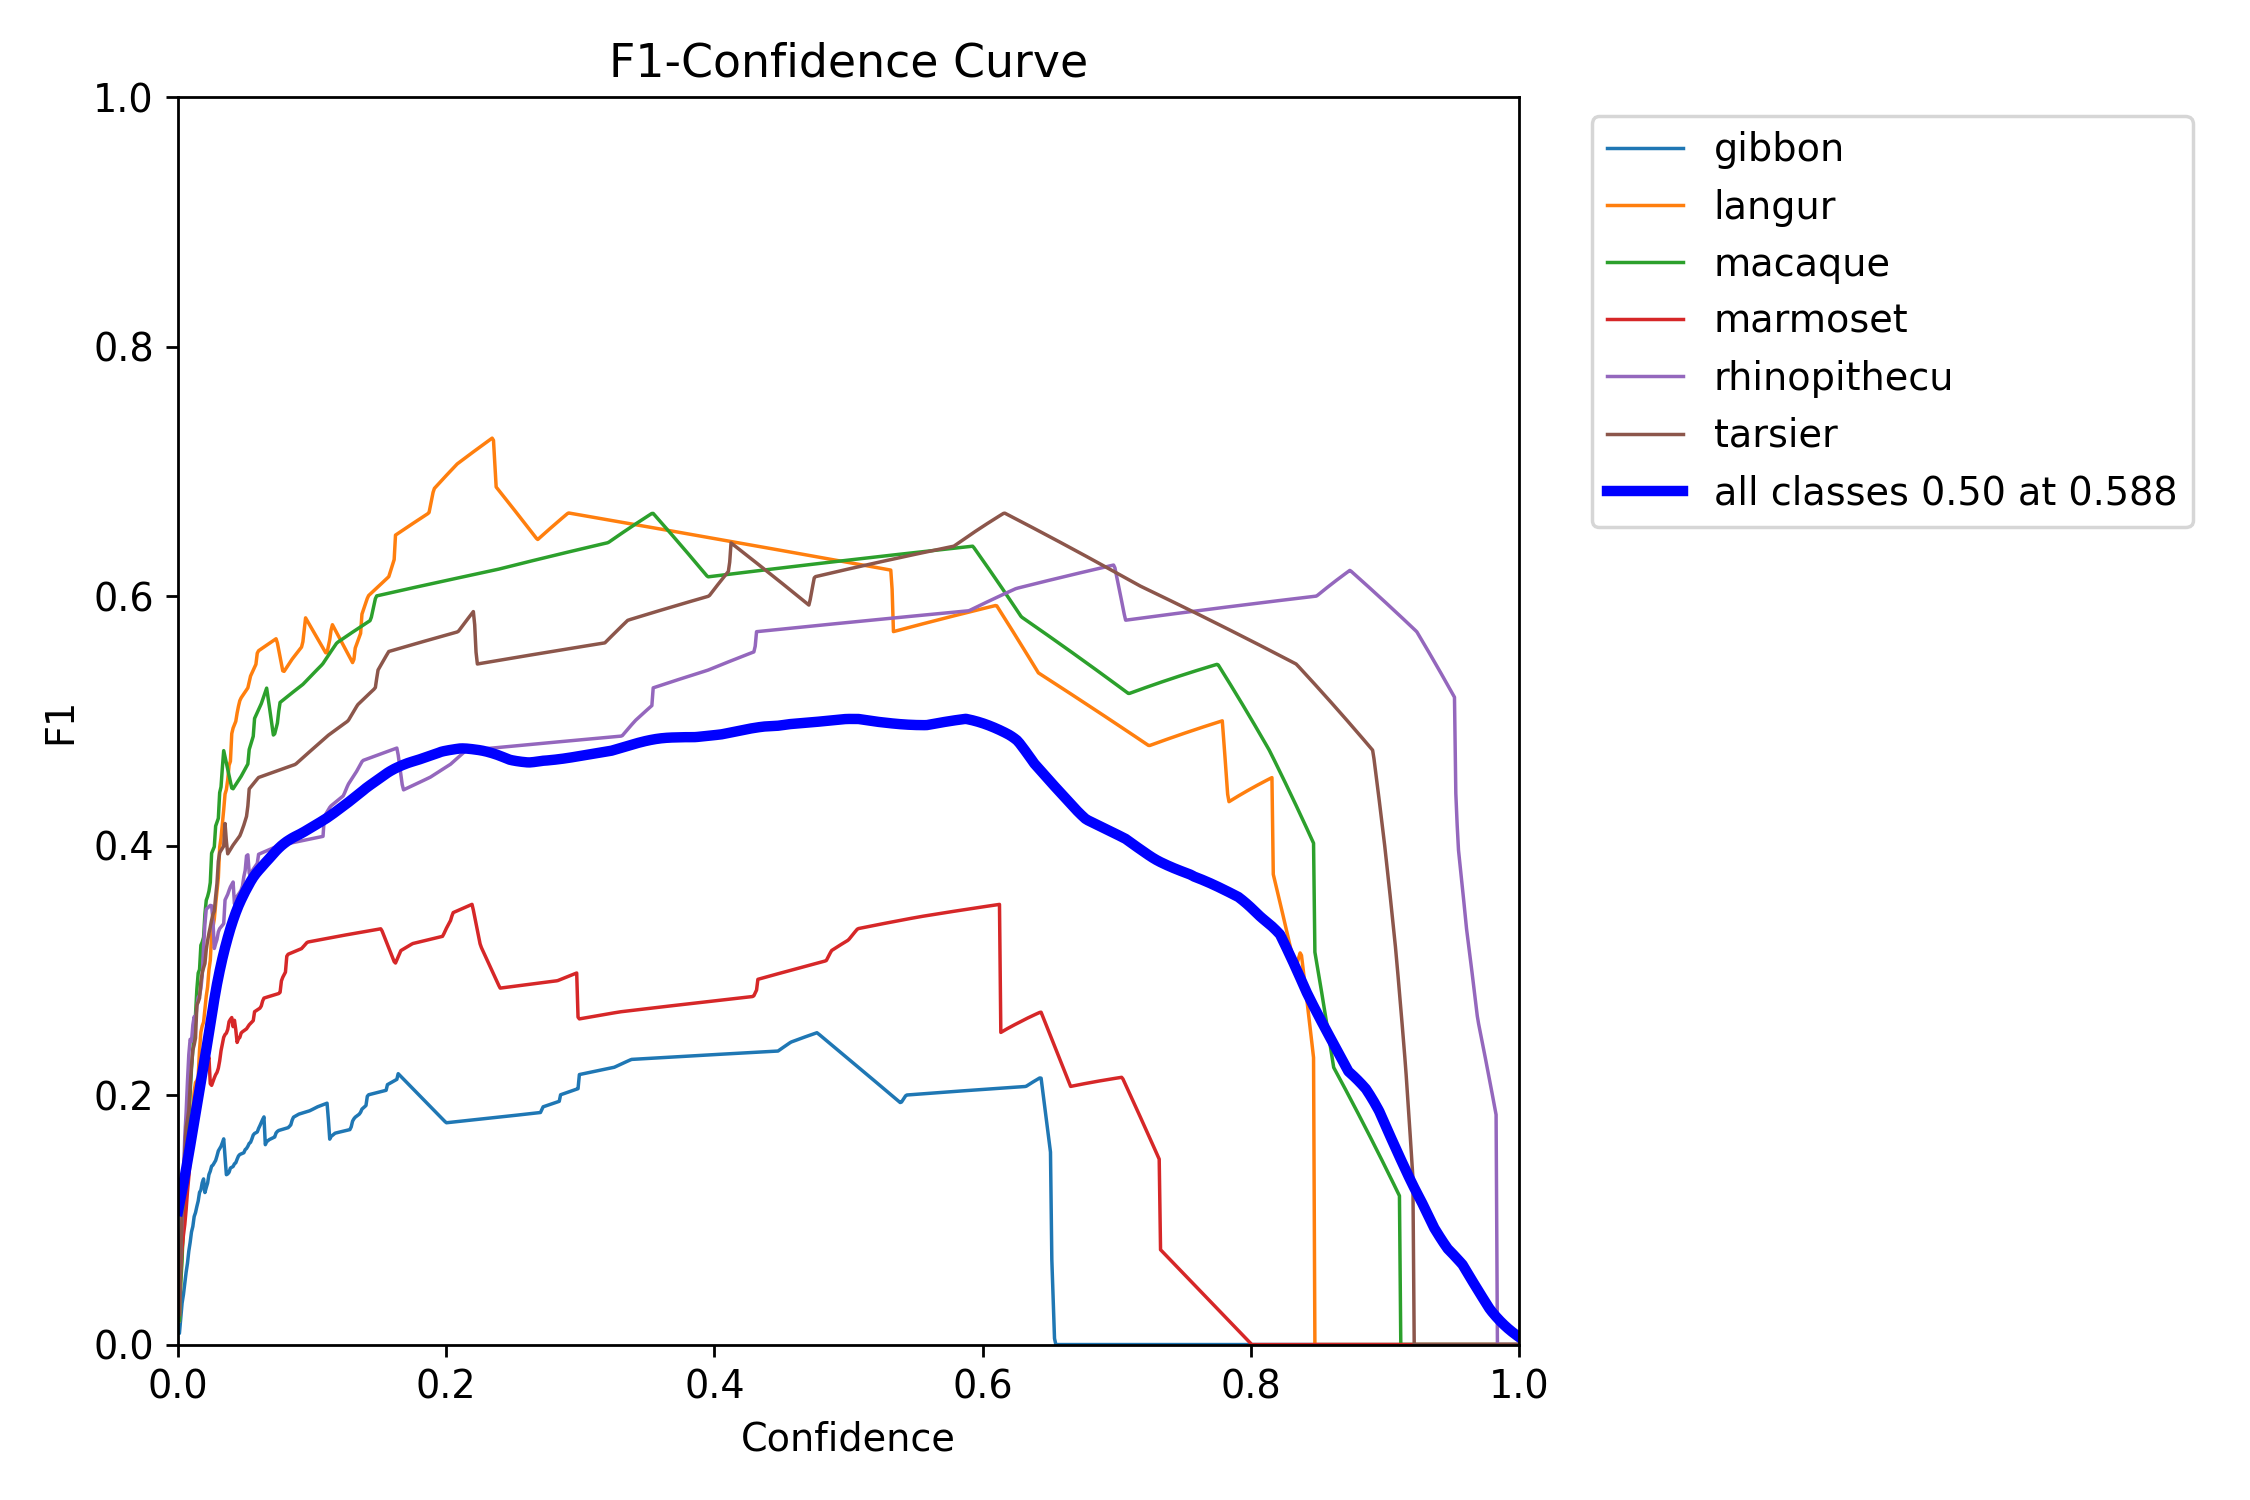 F1-Confidence Curve
1.0
0.8
0.6
0.4
0.2
0.0
F1
0.0 0.2 0.4 0.6 0.8 1.0
Confidence
gibbon
langur
macaque
marmoset
rhinopithecu
tarsier
all classes 0.50 at 0.588